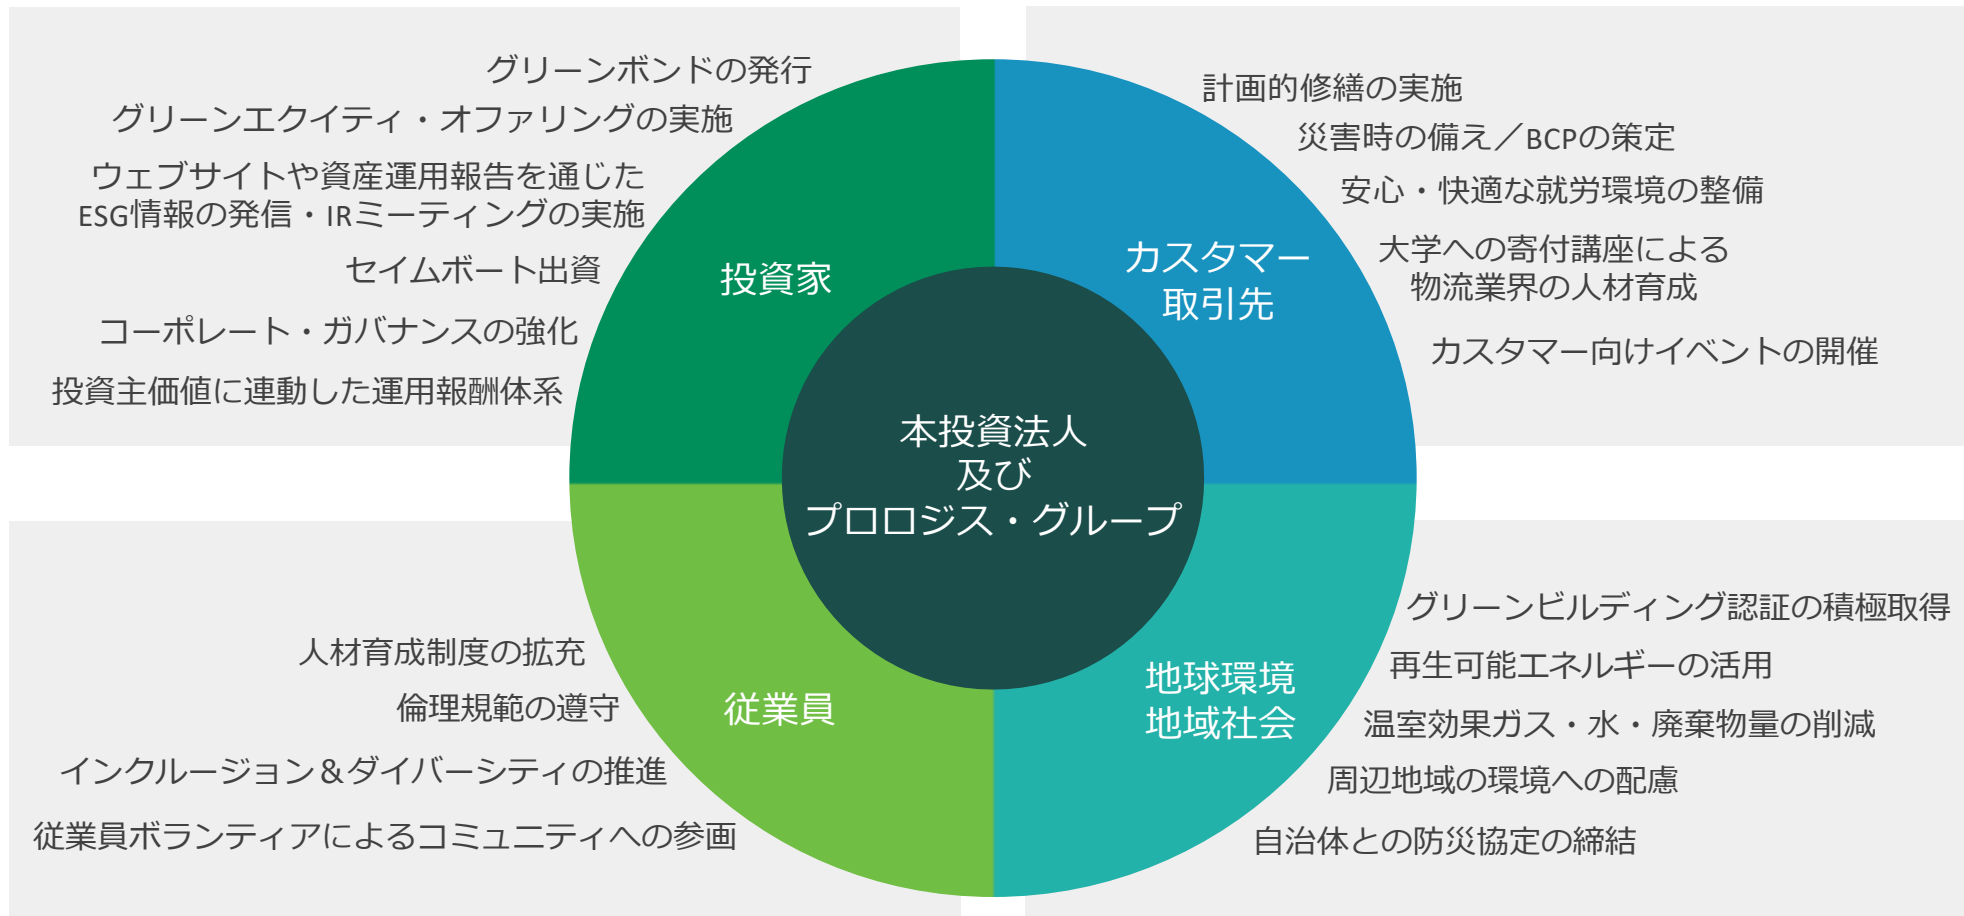 グリーンボンドの発行
グリーンエクイティ・オファリングの実施
ウェブサイトや資産運用報告を通じた
ESG情報の発信・IRミーティングの実施
セイムボート出資
コーポレート・ガバナンスの強化
投資主価値に連動した運用報酬体系
投資家
カスタマー
取引先
計画的修繕の実施
災害時の備え／BCPの策定
安心・快適な就労環境の整備
大学への寄付講座による
物流業界の人材育成
カスタマー向けイベントの開催
本投資法人
及び
プロロジス・グループ
人材育成制度の拡充
倫理規範の遵守
インクルージョン＆ダイバーシティの推進
従業員ボランティアによるコミュニティへの参画
従業員
地球環境
地域社会
グリーンビルディング認証の積極取得
再生可能エネルギーの活用
温室効果ガス・水・廃棄物量の削減
周辺地域の環境への配慮
自治体との防災協定の締結